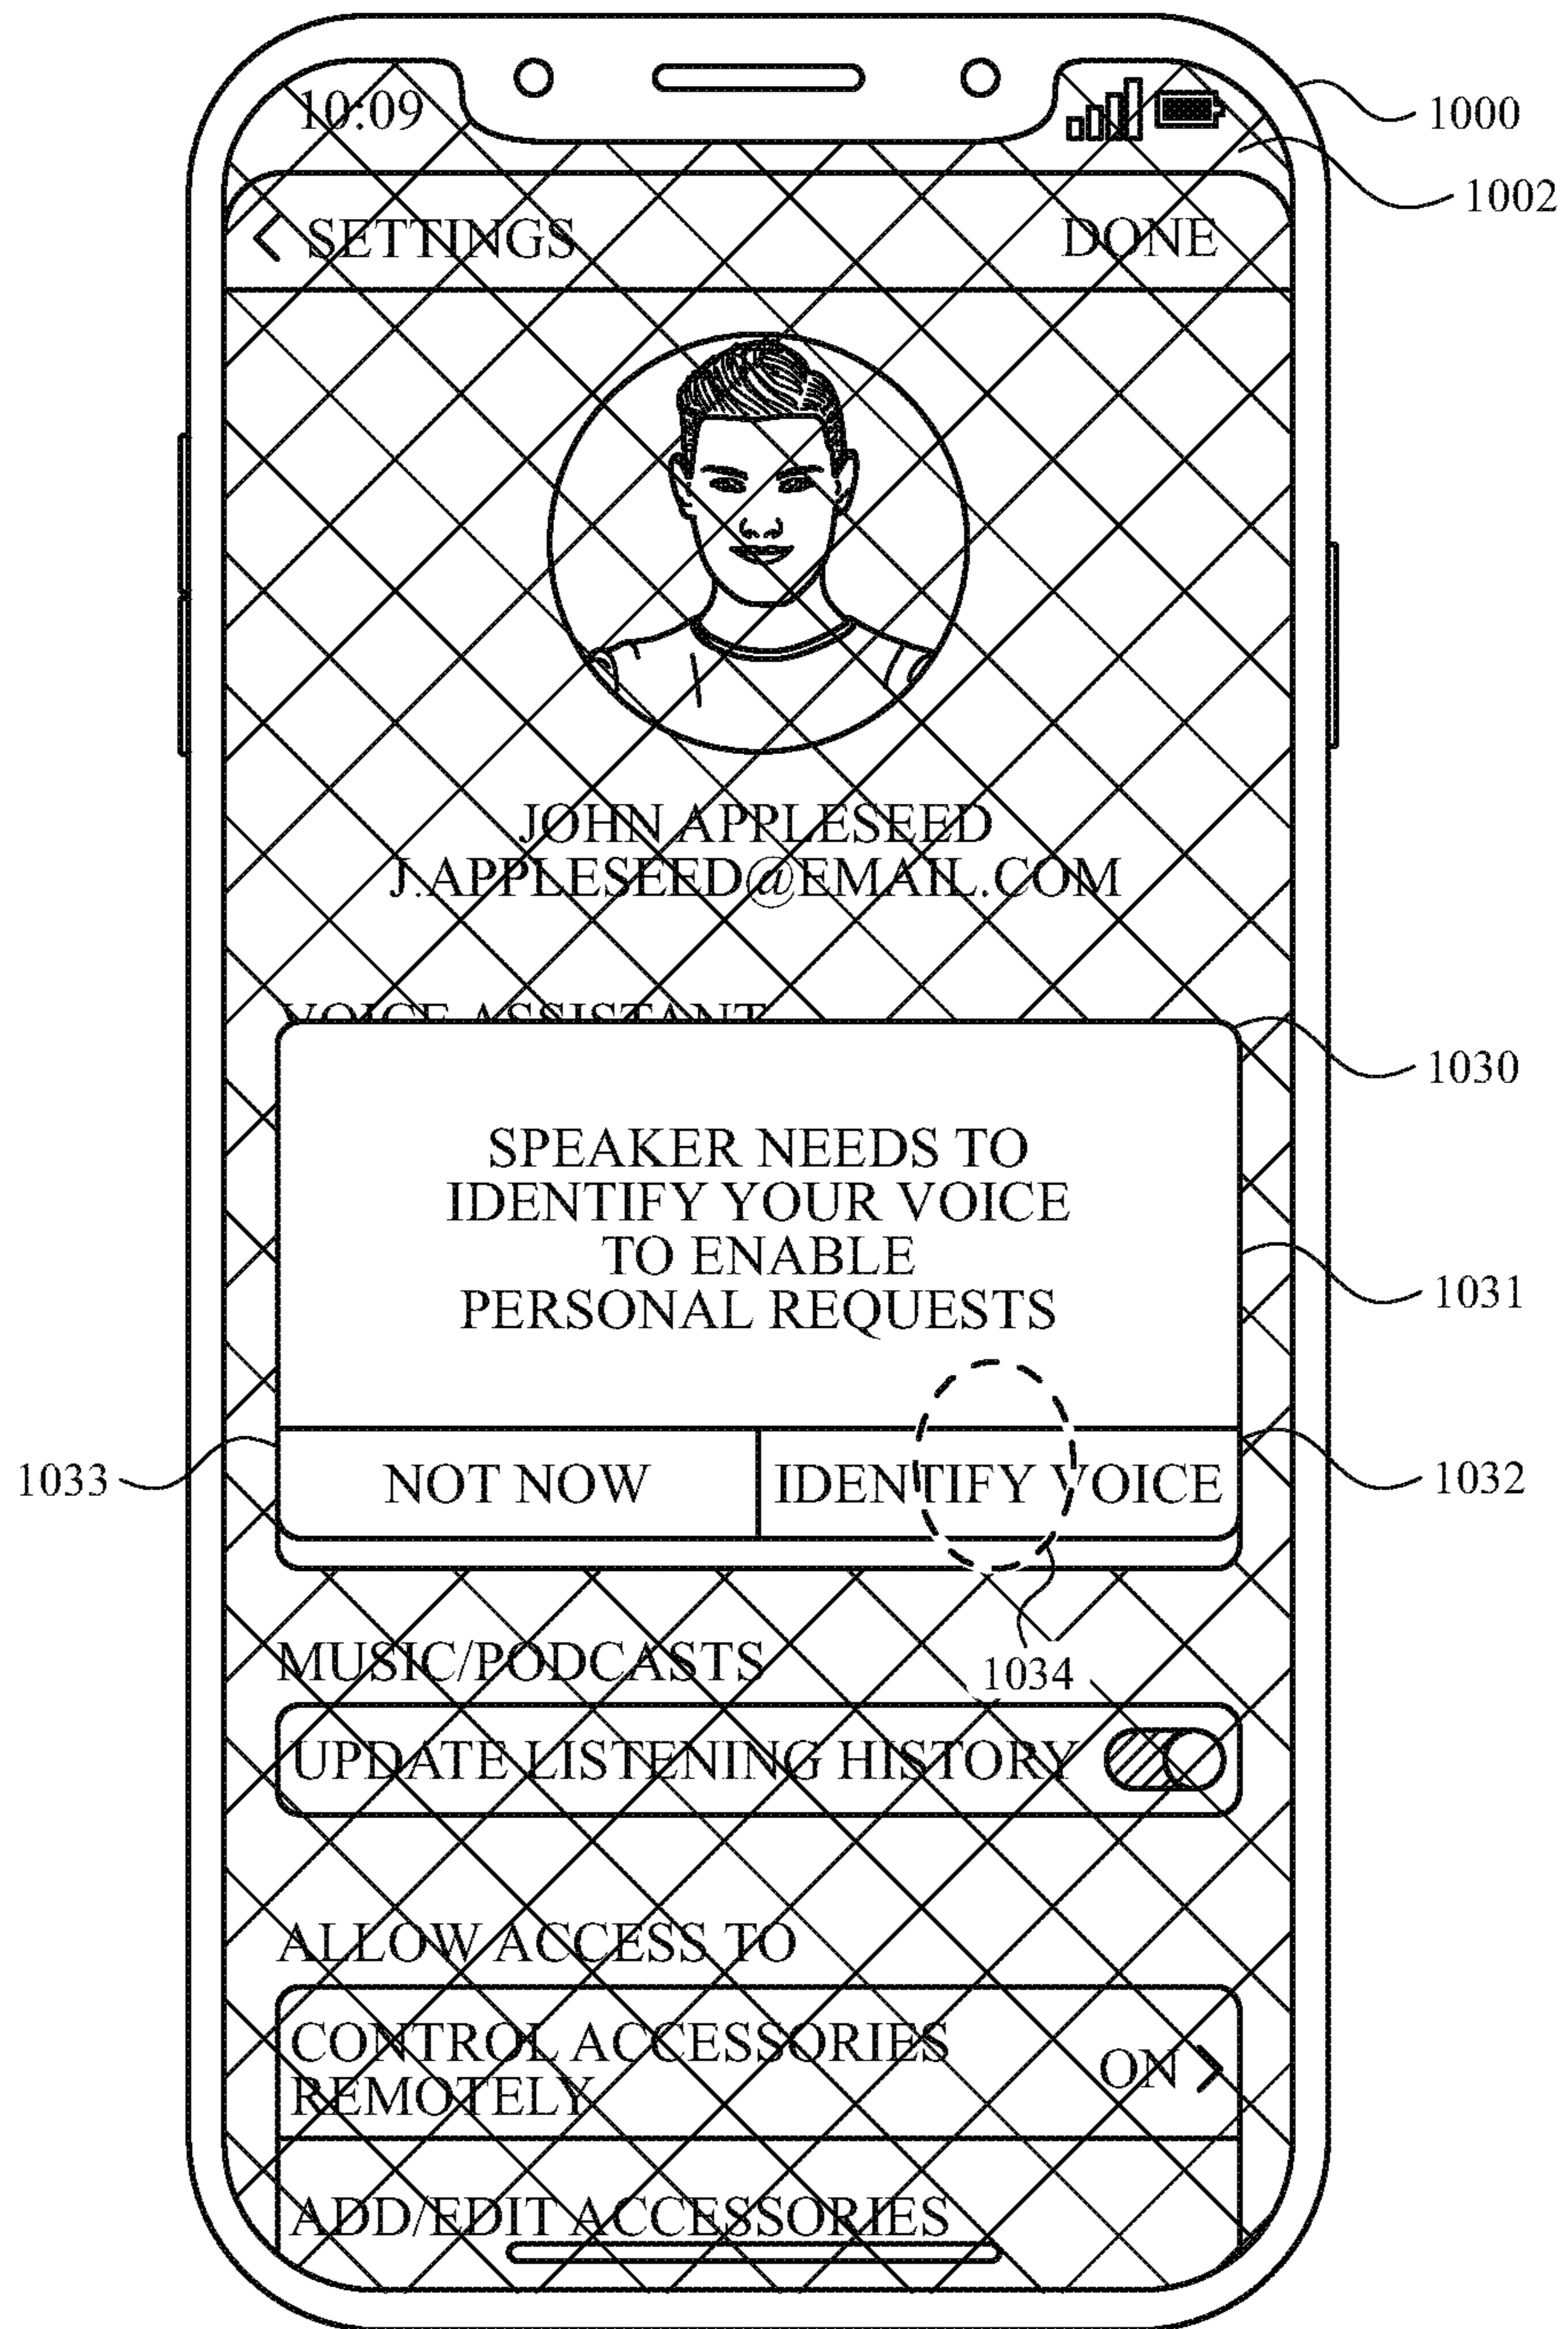 10:09
1000
1002
SETTINGS DONE
JOHN APPLESEED
J.APPLESEED@EMAIL.COM
VOICE ASSISTANT
1030
SPEAKER NEEDS TO
IDENTIFY YOUR VOICE
TO ENABLE
PERSONAL REQUESTS
1031
1033
NOT NOW
IDENTIFY VOICE
1032
1034
MUSIC/PODCASTS
UPDATE LISTENING HISTORY
ALLOW ACCESS TO
CONTROL ACCESSORIES
REMOTELY
ON
ADD/EDIT ACCESSORIES